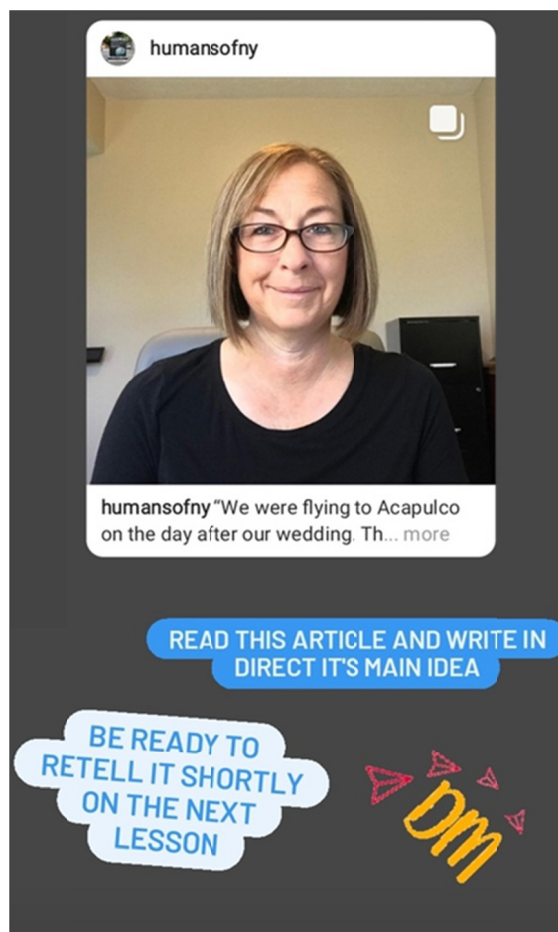 humansofny
humansofny “We were flying to Acapulco
on the day after our wedding. Th... more
READ THIS ARTICLE AND WRITE IN
DIRECT IT'S MAIN IDEA
BE READY TO
RETELL IT SHORTLY
ON THE NEXT
LESSON
DM